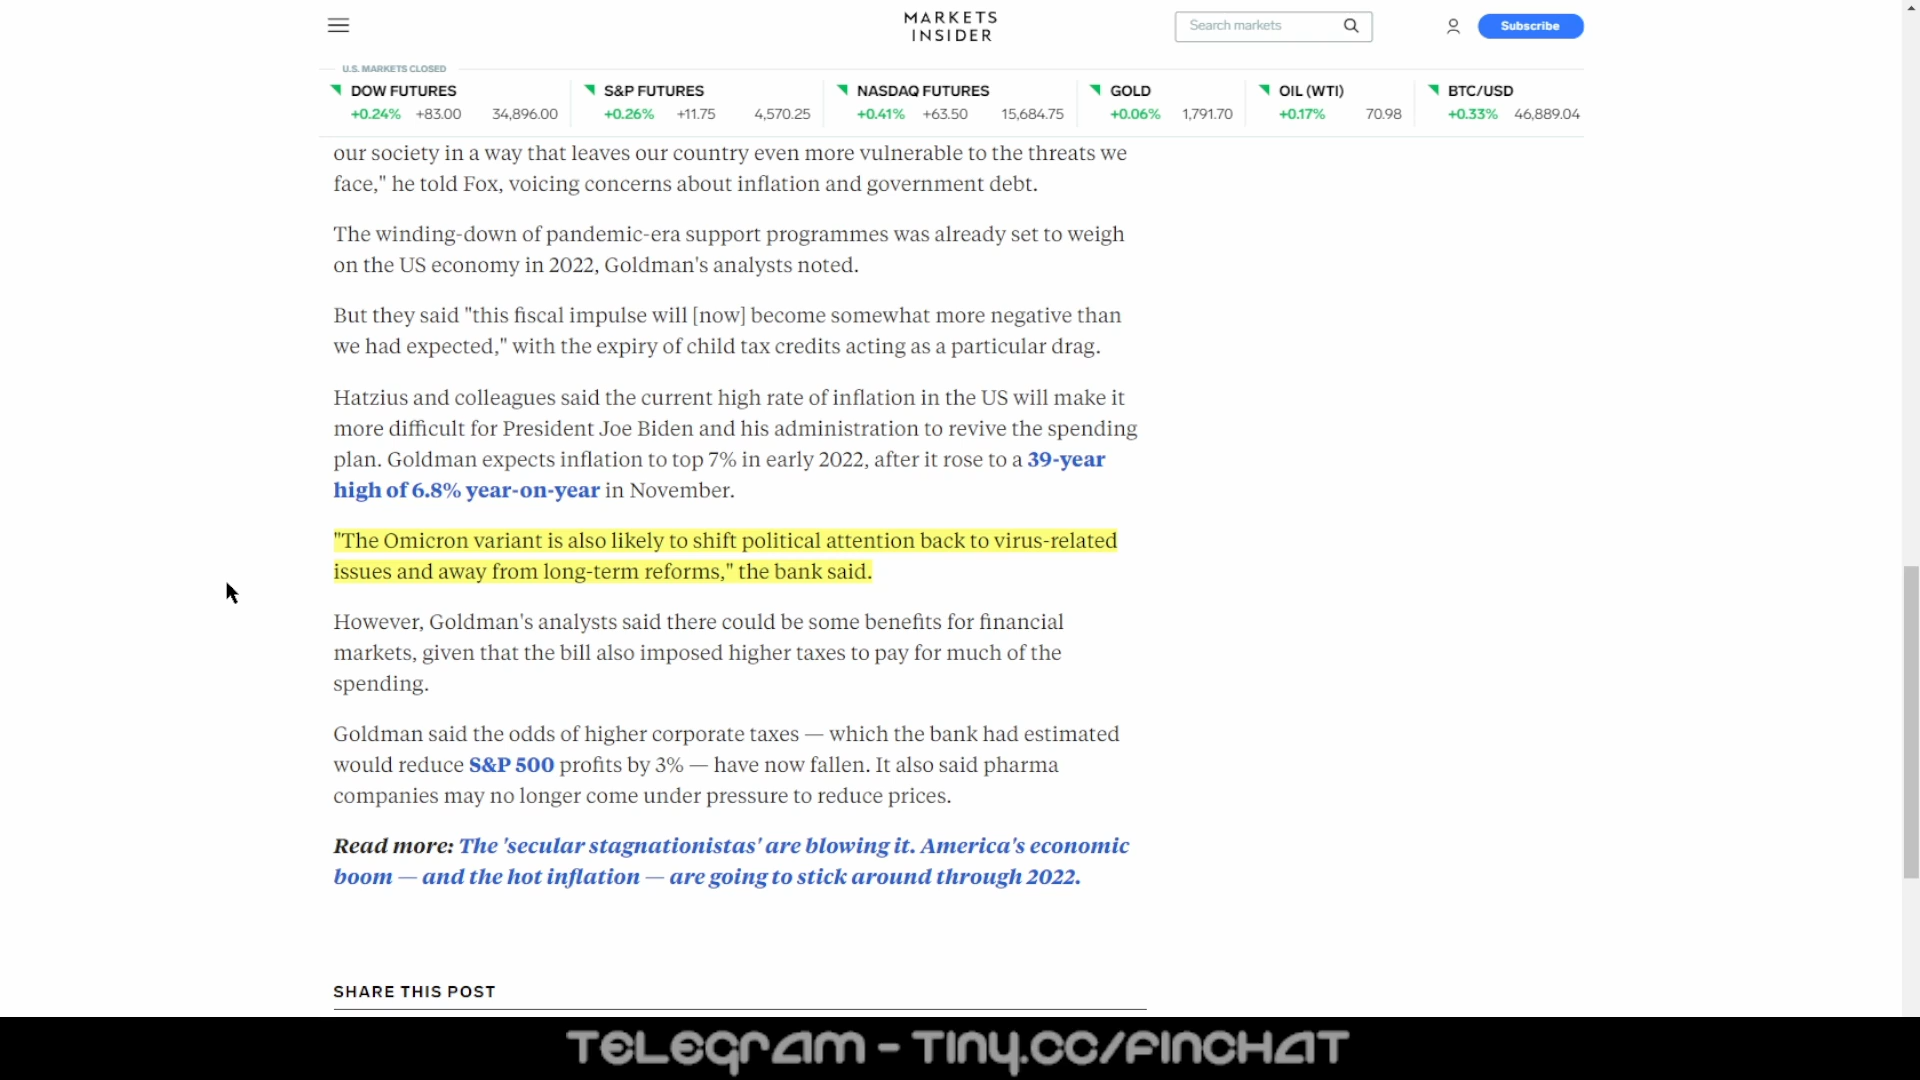 MARKETS
INSIDER
Search markets
Subscribe
U.S. MARKETS CLOSED
DOW FUTURES
+0.24% +83.00 34,896.00
S&P FUTURES
+0.26% +11.75 4,570.25
NASDAQ FUTURES
+0.41% +63.50 15,684.75
GOLD
+0.06% 1,791.70
OIL (WTI)
+0.17% 70.98
BTC/USD
+0.33% 46,889.04
our society in a way that leaves our country even more vulnerable to the threats we
face," he told Fox, voicing concerns about inflation and government debt.
The winding-down of pandemic-era support programmes was already set to weigh
on the US economy in 2022, Goldman's analysts noted.
But they said "this fiscal impulse will [now] become somewhat more negative than
we had expected," with the expiry of child tax credits acting as a particular drag.
Hatzius and colleagues said the current high rate of inflation in the US will make it
more difficult for President Joe Biden and his administration to revive the spending
plan. Goldman expects inflation to top 7% in early 2022, after it rose to a 39-year
high of 6.8% year-on-year in November.
"The Omicron variant is also likely to shift political attention back to virus-related
issues and away from long-term reforms," the bank said.
However, Goldman's analysts said there could be some benefits for financial
markets, given that the bill also imposed higher taxes to pay for much of the
spending.
Goldman said the odds of higher corporate taxes — which the bank had estimated
would reduce S&P 500 profits by 3% — have now fallen. It also said pharma
companies may no longer come under pressure to reduce prices.
Read more: The 'secular stagnationistas' are blowing it. America's economic
boom — and the hot inflation — are going to stick around through 2022.
SHARE THIS POST
TELEGRAM - TINY.CC/FINCHAT